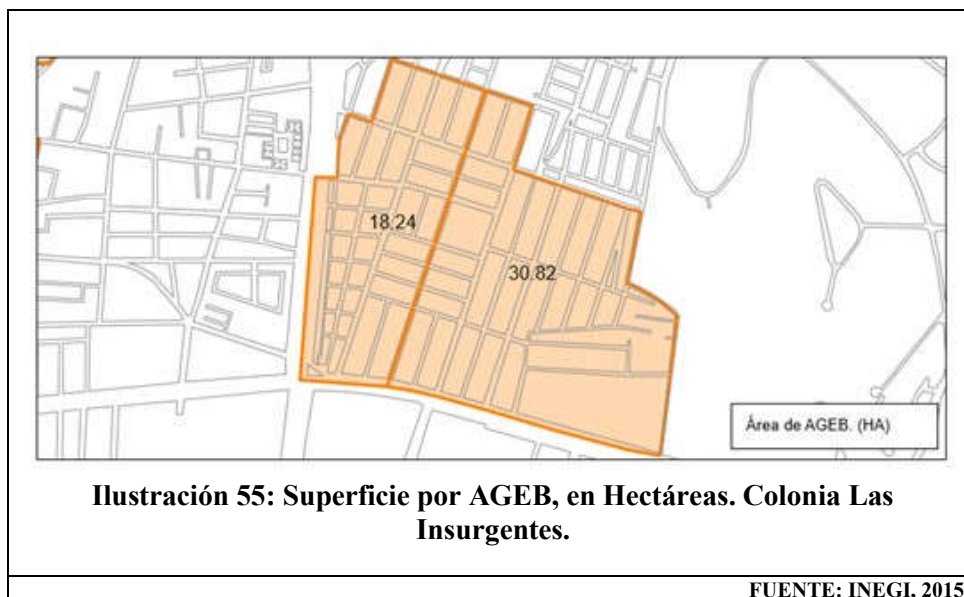 18.24
30.82
Área de AGEB. (HA)
Ilustración 55: Superficie por AGEB, en Hectáreas. Colonia Las
Insurgentes.
FUENTE: INEGI, 2015